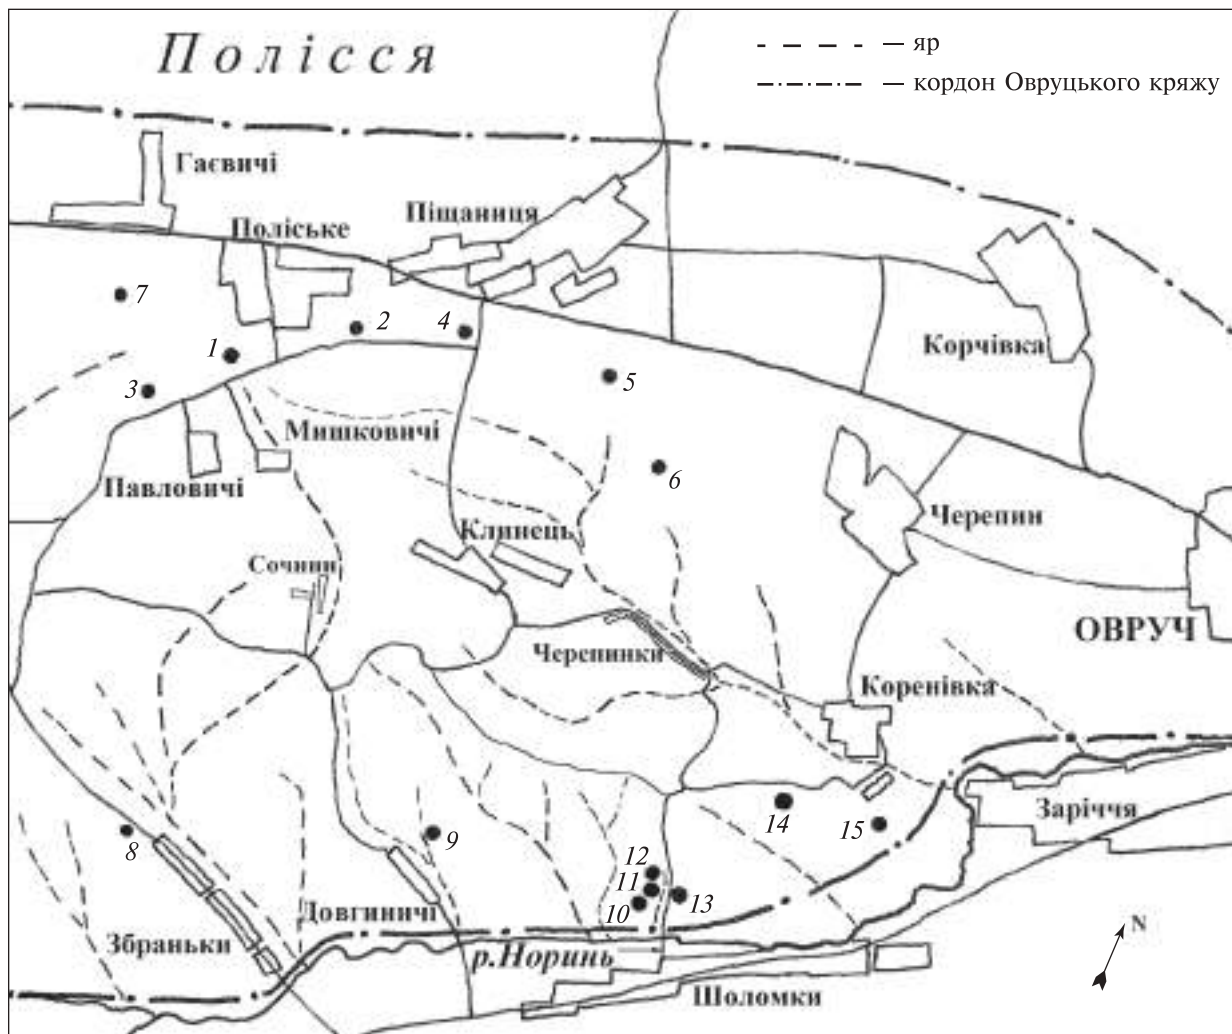 Полісся
— яр
— кордон Овруцького кряжу
Гаєвичі
Поліське
Піщаниця
7
1
2
4
3
5
Корчівка
Мишковичі
Павловичі
6
Клинець
Черепин
Сочини
ОВРУЧ
Черепинки
Коренівка
8
9
14
15
Заріччя
12
11
10
13
Довгиничі
Збраньки
р.Норинь
Шоломки
N